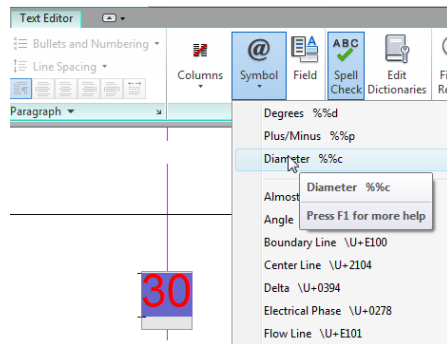 Text Editor
Bullets and Numbering
Line Spacing
Paragraph
Columns
Symbol
Field
Spell Check
Edit Dictionaries
@
ABC
A
Degrees %%d
Plus/Minus %%p
Diameter %%c
Diameter %%c
Press F1 for more help
Almost
Angle
Boundary Line \U+E100
Center Line \U+2104
Delta \U+0394
Electrical Phase \U+0278
Flow Line \U+E101
30